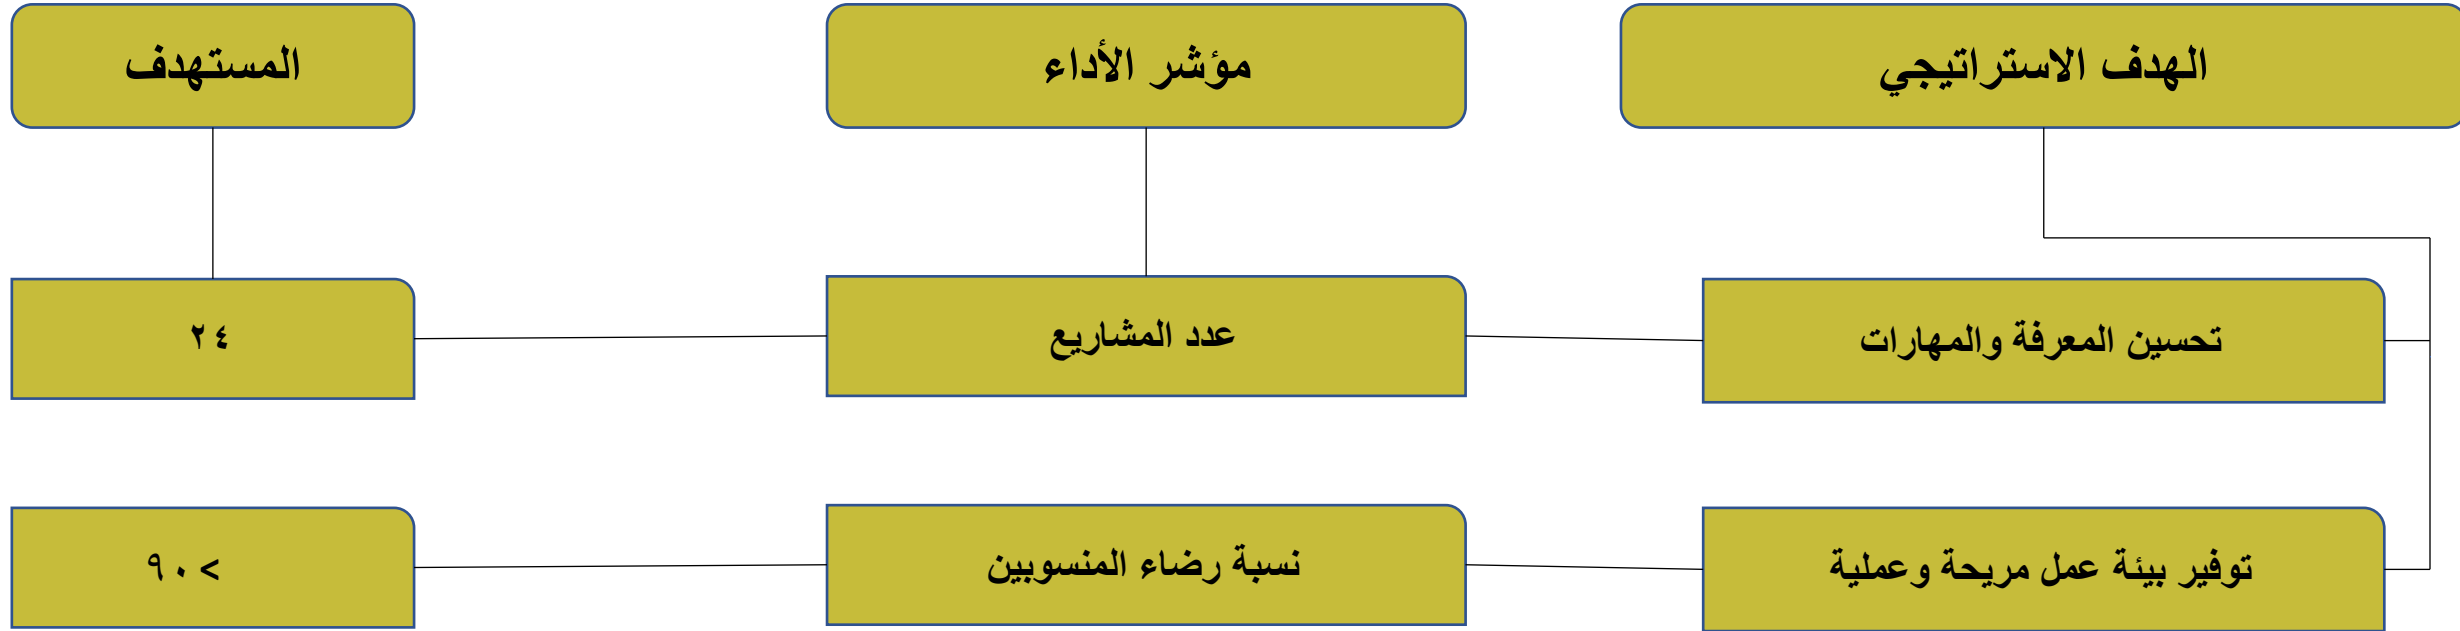 الهدف الاستراتيجي
مؤشر الأداء
المستهدف
تحسين المعرفة والمهارات
عدد المشاريع
٢٤
توفير بيئة عمل مريحة وعملية
نسبة رضاء المنسوبين
٩٠<